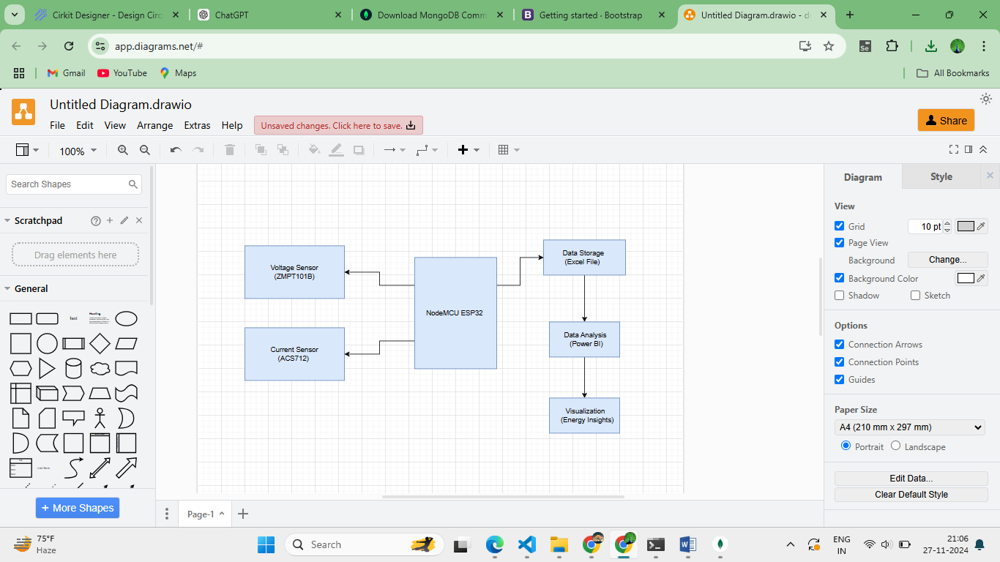 Cirkit Designer - Design Circ
ChatGPT
Download MongoDB Comm
Getting started · Bootstrap
Untitled Diagram.drawio - d
app.diagrams.net/#
Gmail
YouTube
Maps
All Bookmarks
Untitled Diagram.drawio
File
Edit
View
Arrange
Extras
Help
Unsaved changes. Click here to save.
Share
100%
Search Shapes
Scratchpad
Drag elements here
General
Text
Heading
List Item
+ More Shapes
Voltage Sensor
(ZMPT101B)
Current Sensor
(ACS712)
NodeMCU ESP32
Data Storage
(Excel File)
Data Analysis
(Power BI)
Visualization
(Energy Insights)
Page-1
Diagram
Style
View
Grid
10 pt
Page View
Background
Change...
Background Color
Shadow
Sketch
Options
Connection Arrows
Connection Points
Guides
Paper Size
A4 (210 mm x 297 mm)
Portrait
Landscape
Edit Data...
Clear Default Style
75°F
Haze
Search
ENG
IN
21:06
27-11-2024